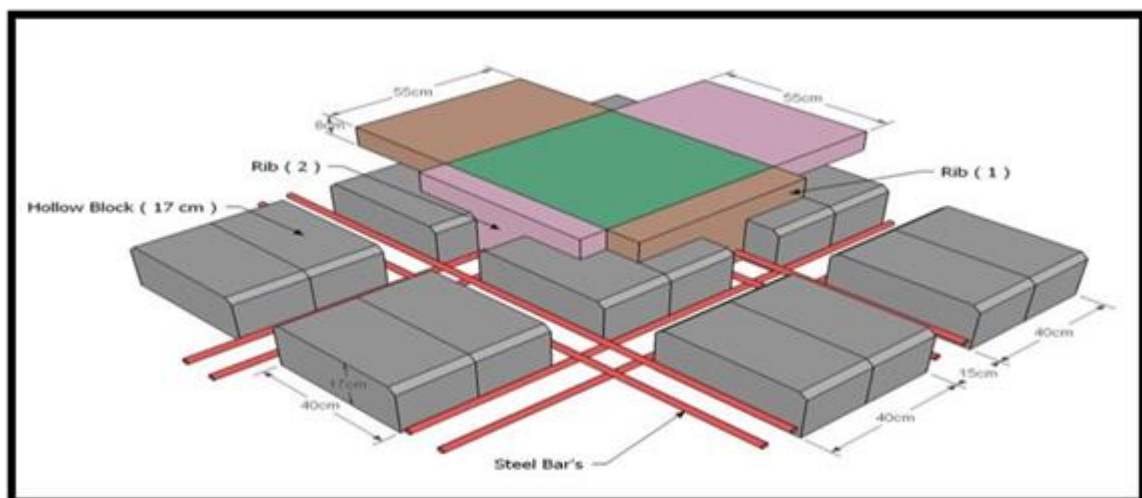 55cm
55cm
8cm
Rib ( 2 )
Rib ( 1 )
Hollow Block ( 17 cm )
17cm
40cm
40cm
15cm
40cm
Steel Bar's